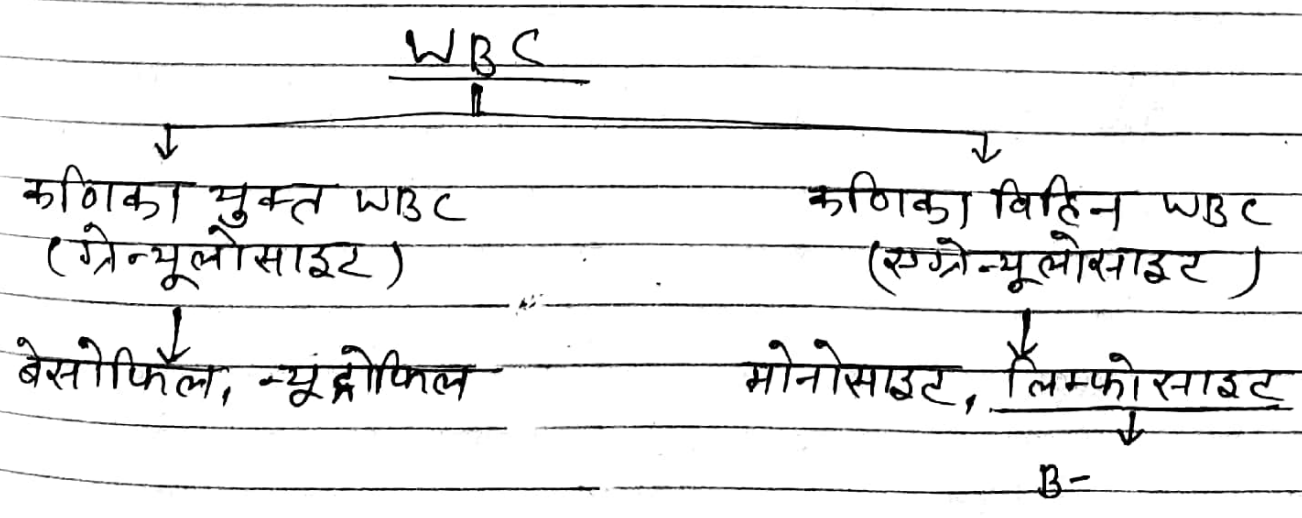 WBC
कणिका युक्त WBC कणिका विहिन WBC
(ग्रेन्यूलोसाइट) (एग्रेन्यूलोसाइट)
बेसोफिल, न्यूट्रोफिल मोनोसाइट, लिम्फोसाइट
B-